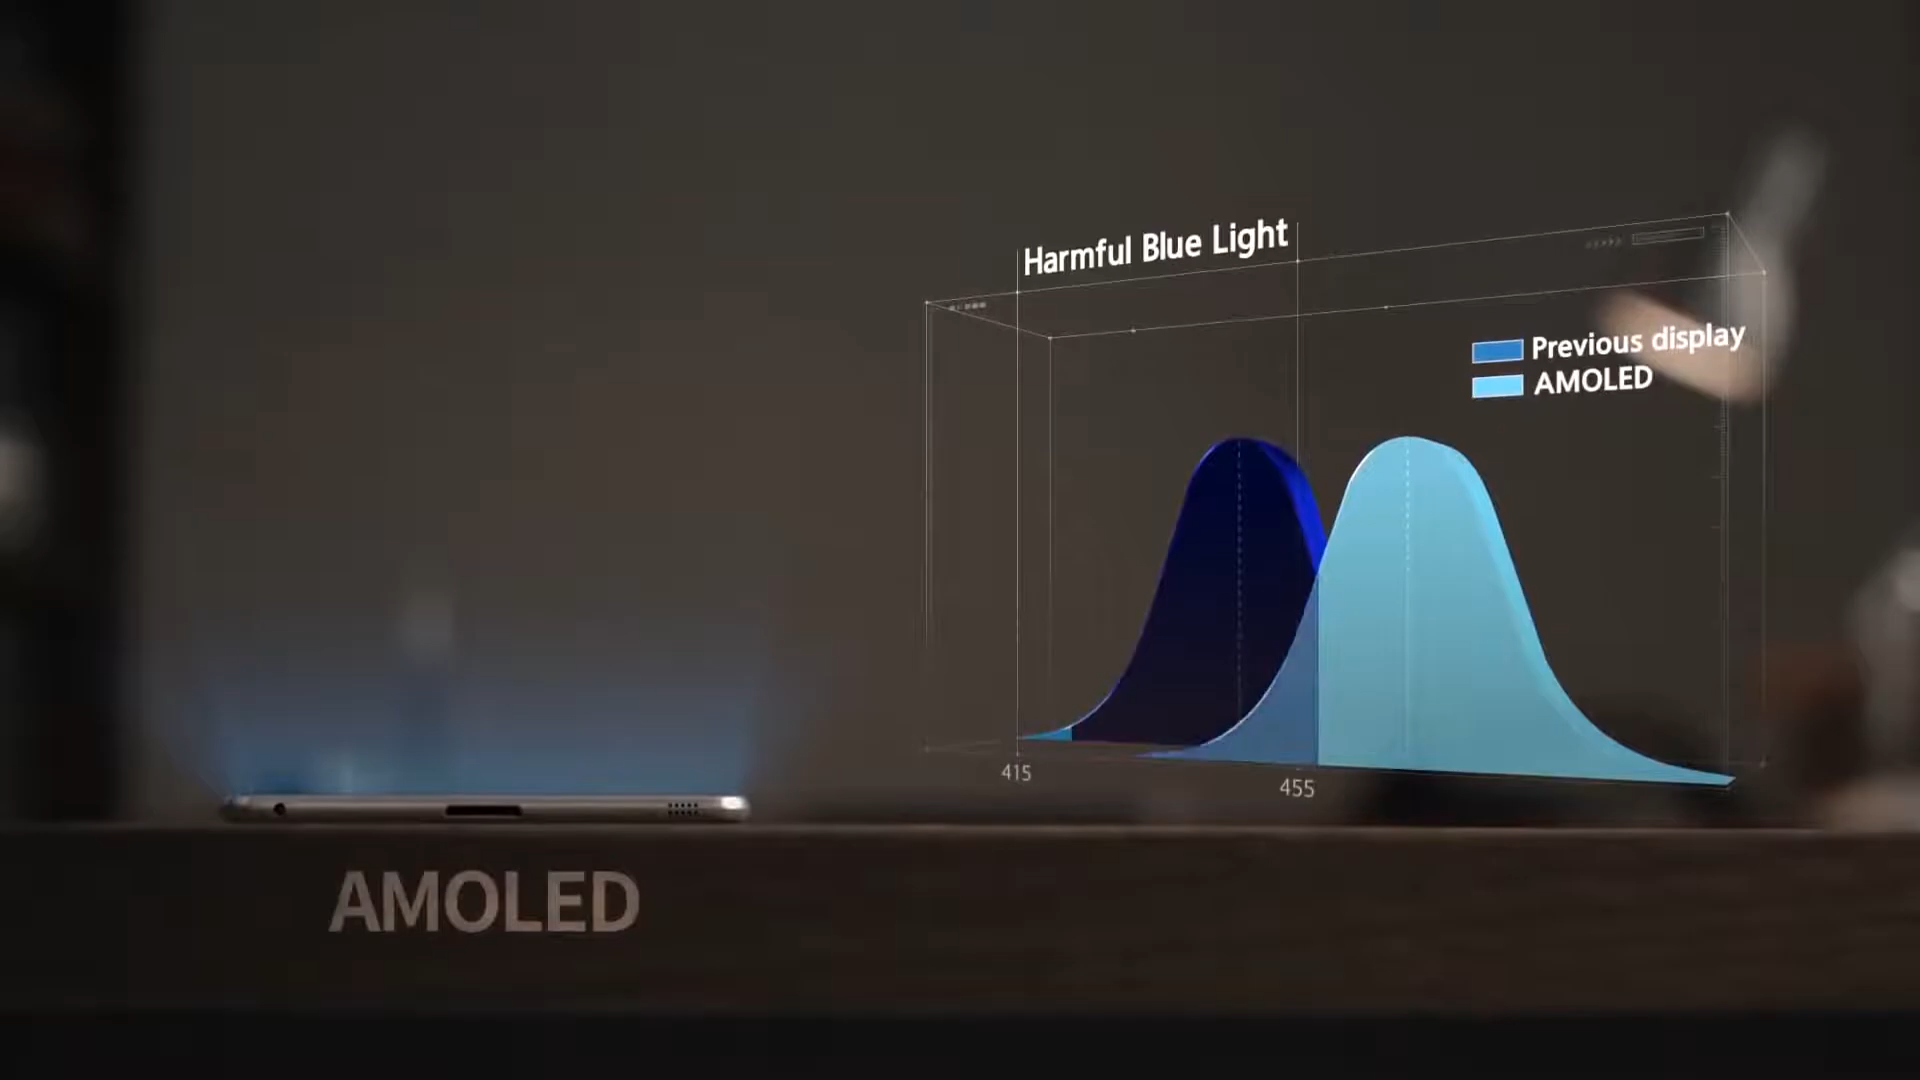 Harmful Blue Light
Previous display
AMOLED
415
455
AMOLED